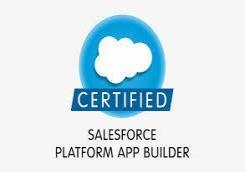 CERTIFIED
SALESFORCE
PLATFORM APP BUILDER